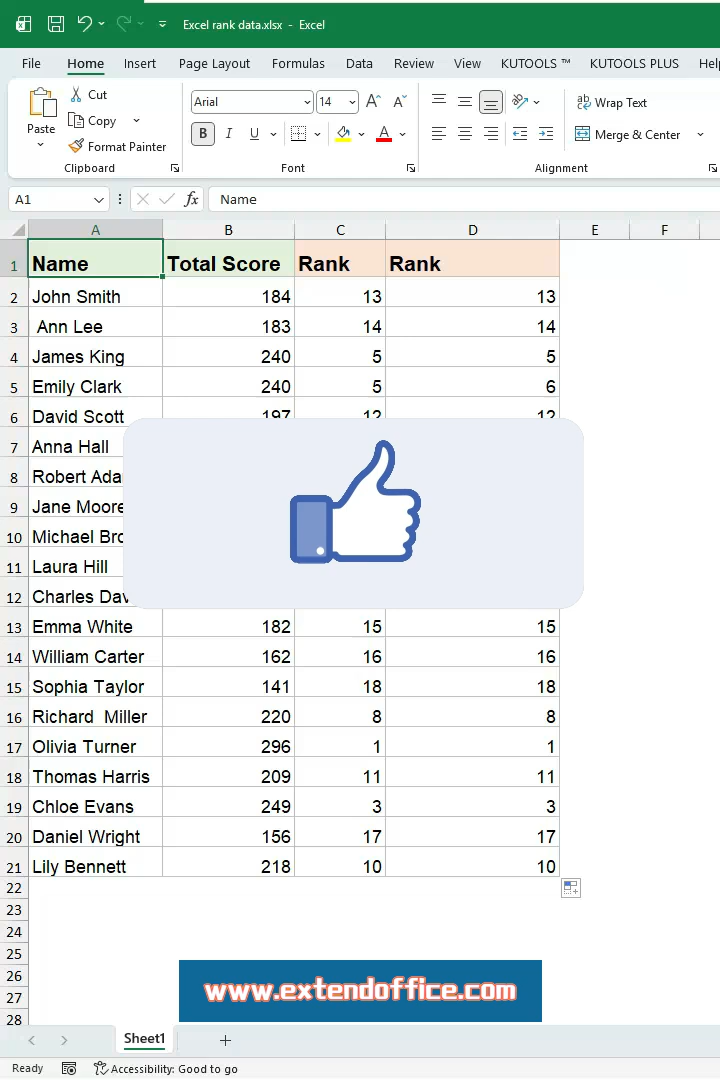 Excel rank data.xlsx - Excel
File Home Insert Page Layout Formulas Data Review View KUTOOLS ™ KUTOOLS PLUS
Paste
Cut
Copy
Format Painter
Clipboard
Arial 14
B I U
Font
Wrap Text
Merge & Center
Alignment
A1 fx Name
A B C D E F
1 Name Total Score Rank Rank
2 John Smith 184 13 13
3 Ann Lee 183 14 14
4 James King 240 5 5
5 Emily Clark 240 5 6
6 David Scott 197 12 12
7 Anna Hall
8 Robert
9 Jane Moore
10 Michael
11 Laura Hill
12 Charles
13 Emma White 182 15 15
14 William Carter 162 16 16
15 Sophia Taylor 141 18 18
16 Richard  Miller 220 8 8
17 Olivia Turner 296 1 1
18 Thomas Harris 209 11 11
19 Chloe Evans 249 3 3
20 Daniel Wright 156 17 17
21 Lily Bennett 218 10 10
22
23
24
25
26
27
28
www.extendoffice.com
Sheet1
Ready Accessibility: Good to go